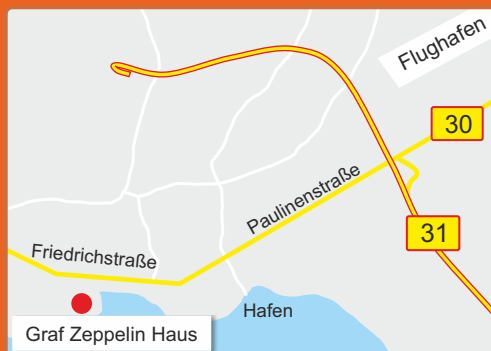 Flughafen
30
Paulinenstraße
31
Friedrichstraße
Hafen
Graf Zeppelin Haus